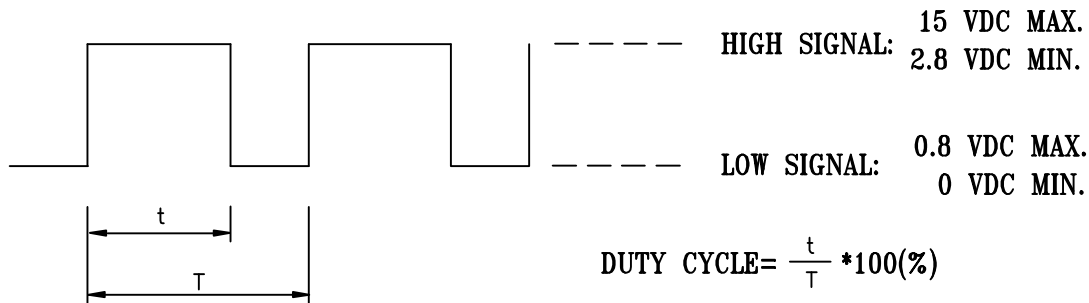 15 VDC MAX.
HIGH SIGNAL: 2.8 VDC MIN.
0.8 VDC MAX.
LOW SIGNAL: 0 VDC MIN.
t
T
DUTY CYCLE= t/T *100(%)